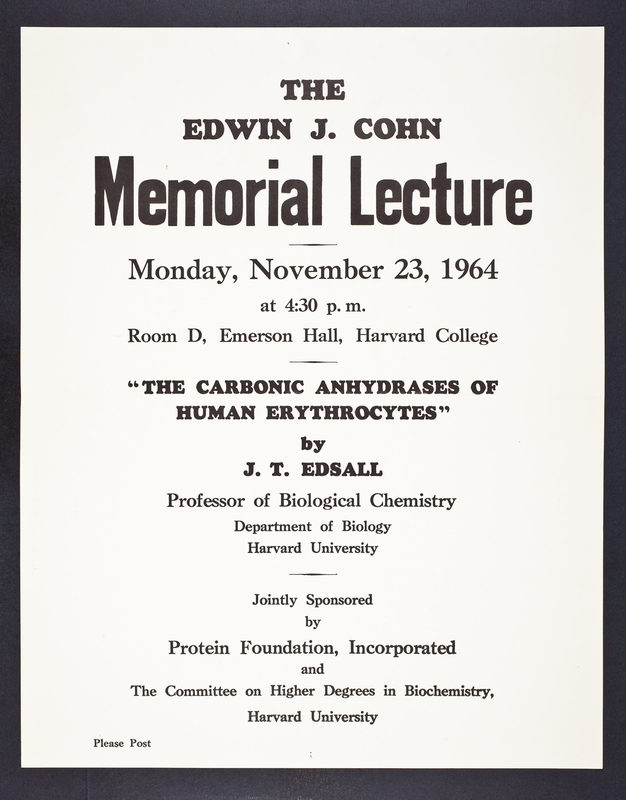 THE
EDWIN J. COHN
Memorial Lecture
Monday, November 23, 1964
at 4:30 p. m.
Room D, Emerson Hall, Harvard College
“THE CARBONIC ANHYDRASES OF
HUMAN ERYTHROCYTES”
by
J. T. EDSALL
Professor of Biological Chemistry
Department of Biology
Harvard University
Jointly Sponsored
by
Protein Foundation, Incorporated
and
The Committee on Higher Degrees in Biochemistry,
Harvard University
Please Post